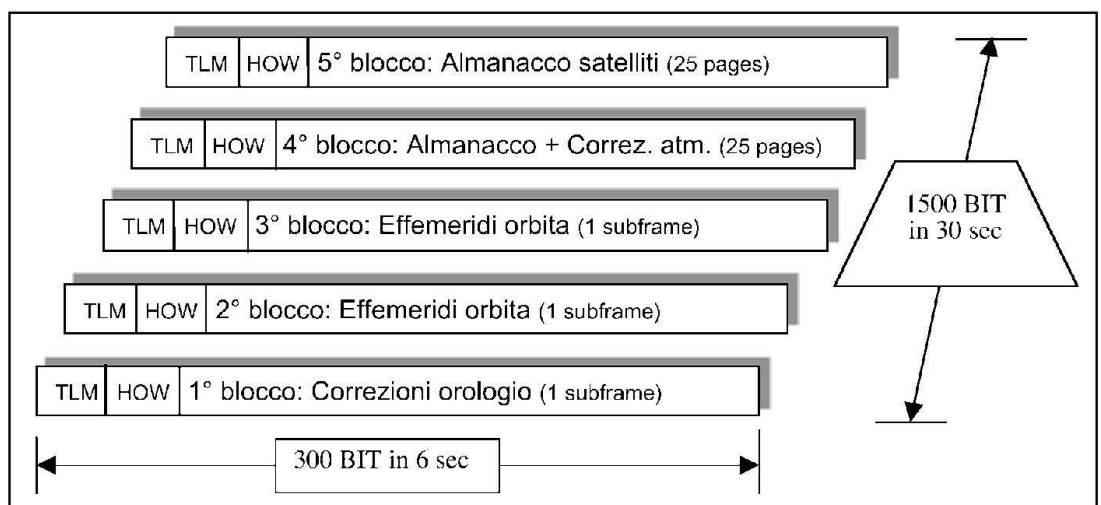 TLM HOW 5° blocco: Almanacco satelliti (25 pages)
TLM HOW 4° blocco: Almanacco + Correz. atm. (25 pages)
TLM HOW 3° blocco: Effemeridi orbita (1 subframe)
TLM HOW 2° blocco: Effemeridi orbita (1 subframe)
TLM HOW 1° blocco: Correzioni orologio (1 subframe)
1500 BIT
in 30 sec
300 BIT in 6 sec